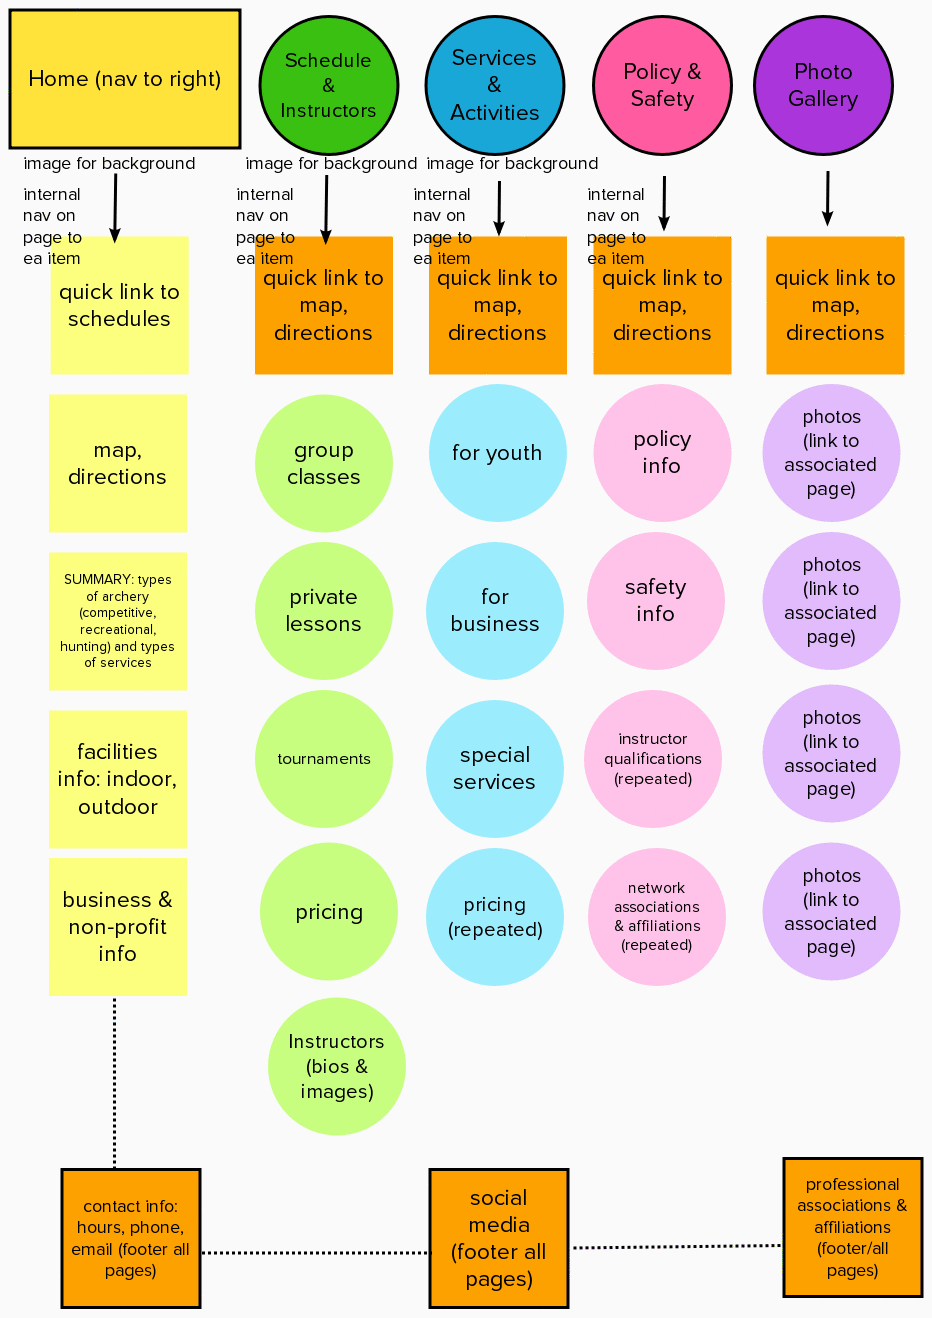 Home (nav to right)
Schedule
&
Instructors
Services
&
Activities
Policy &
Safety
Photo
Gallery
image for background
image for background
image for background
internal
nav on
page to
ea item
internal
nav on
page to
ea item
internal
nav on
page to
ea item
internal
nav on
page to
ea item
quick link to
schedules
quick link to
map,
directions
quick link to
map,
directions
quick link to
map,
directions
quick link to
map,
directions
map,
directions
group
classes
for youth
policy
info
photos
(link to
associated
page)
SUMMARY: types
of archery
(competitive,
recreational,
hunting) and types
of services
private
lessons
for
business
safety
info
photos
(link to
associated
page)
facilities
info: indoor,
outdoor
tournaments
special
services
instructor
qualifications
(repeated)
photos
(link to
associated
page)
business &
non-profit
info
pricing
pricing
(repeated)
network
associations
& affiliations
(repeated)
photos
(link to
associated
page)
Instructors
(bios &
images)
contact info:
hours, phone,
email (footer all
pages)
social
media
(footer all
pages)
professional
associations &
affiliations
(footer/all
pages)